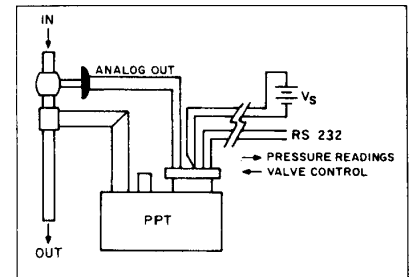 IN
ANALOG OUT
VS
RS 232
PRESSURE READINGS
VALVE CONTROL
PPT
OUT